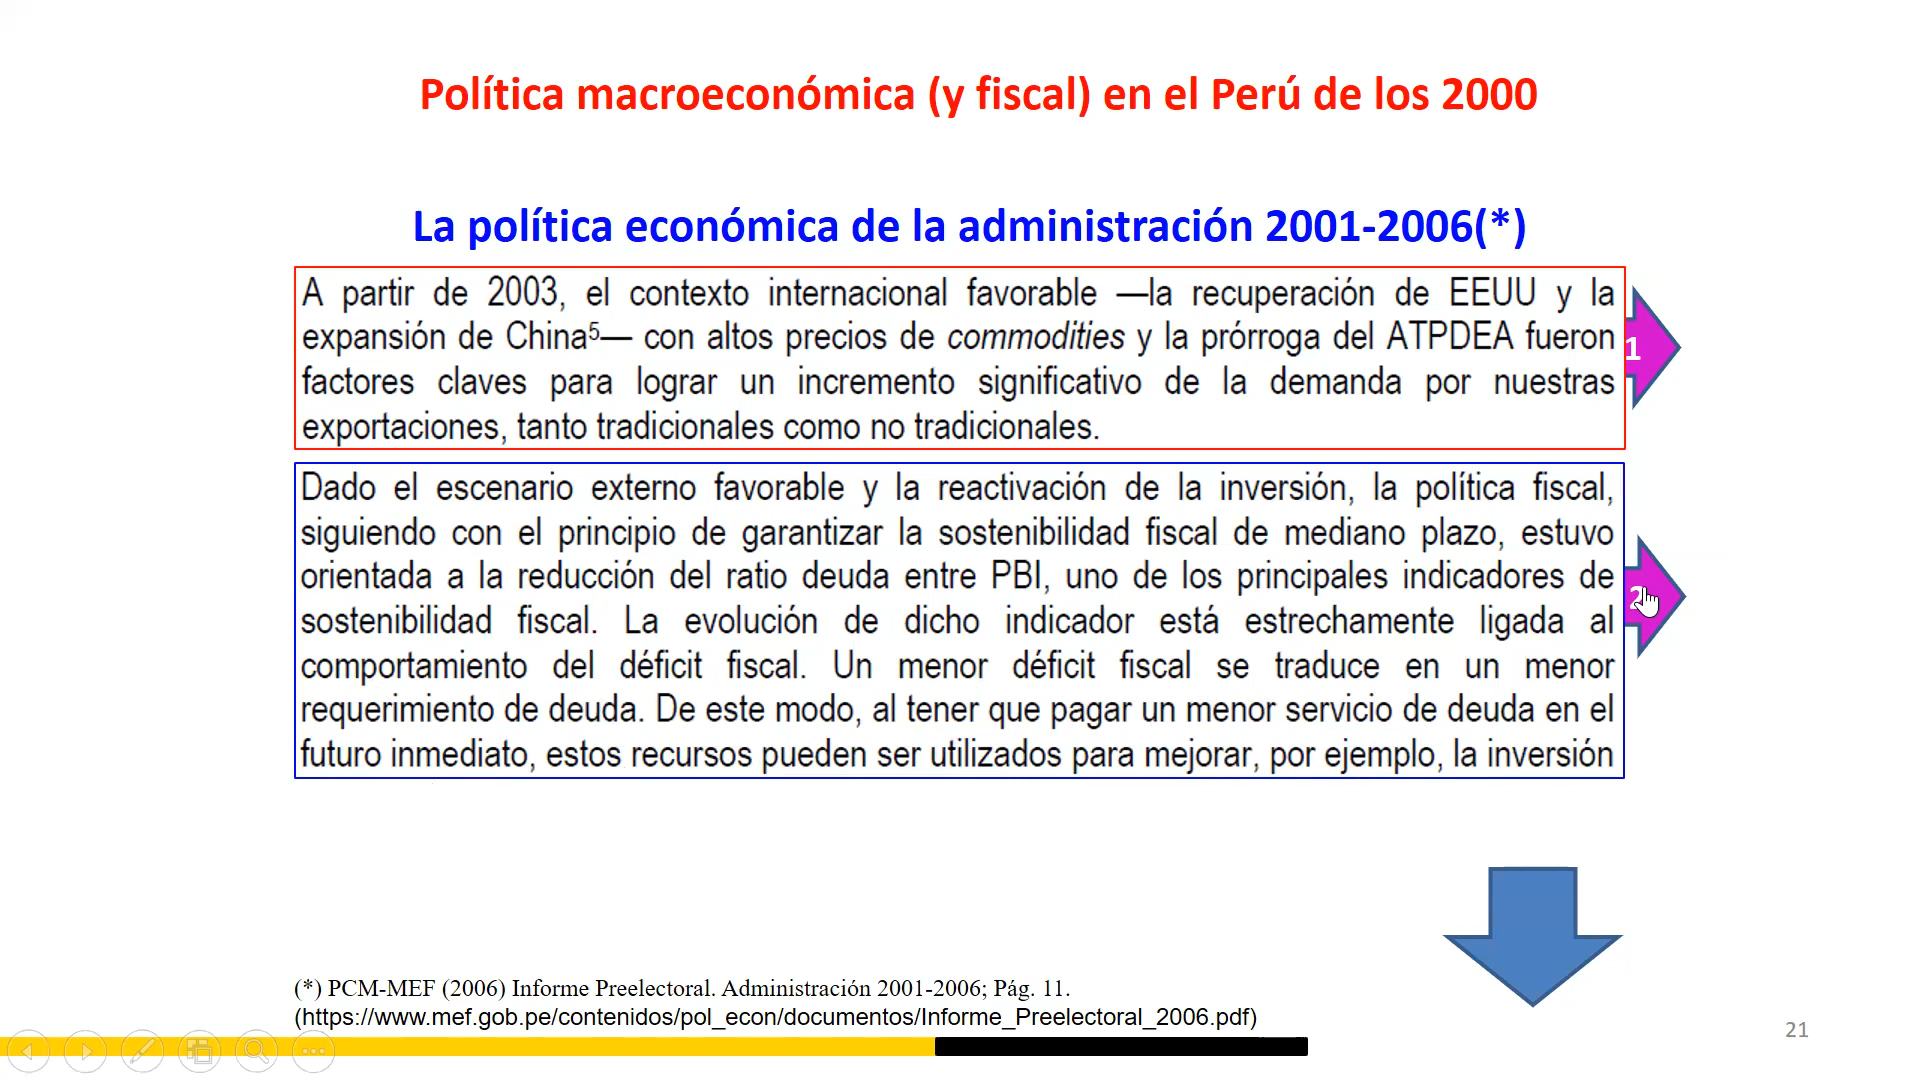 Política macroeconómica (y fiscal) en el Perú de los 2000
La política económica de la administración 2001-2006(*)
A partir de 2003, el contexto internacional favorable —la recuperación de EEUU y la
expansión de China5— con altos precios de commodities y la prórroga del ATPDEA fueron
factores claves para lograr un incremento significativo de la demanda por nuestras
exportaciones, tanto tradicionales como no tradicionales.
1
Dado el escenario externo favorable y la reactivación de la inversión, la política fiscal,
siguiendo con el principio de garantizar la sostenibilidad fiscal de mediano plazo, estuvo
orientada a la reducción del ratio deuda entre PBI, uno de los principales indicadores de
sostenibilidad fiscal. La evolución de dicho indicador está estrechamente ligada al
comportamiento del déficit fiscal. Un menor déficit fiscal se traduce en un menor
requerimiento de deuda. De este modo, al tener que pagar un menor servicio de deuda en el
futuro inmediato, estos recursos pueden ser utilizados para mejorar, por ejemplo, la inversión
2
(*) PCM-MEF (2006) Informe Preelectoral. Administración 2001-2006; Pág. 11.
(https://www.mef.gob.pe/contenidos/pol_econ/documentos/Informe_Preelectoral_2006.pdf)
21